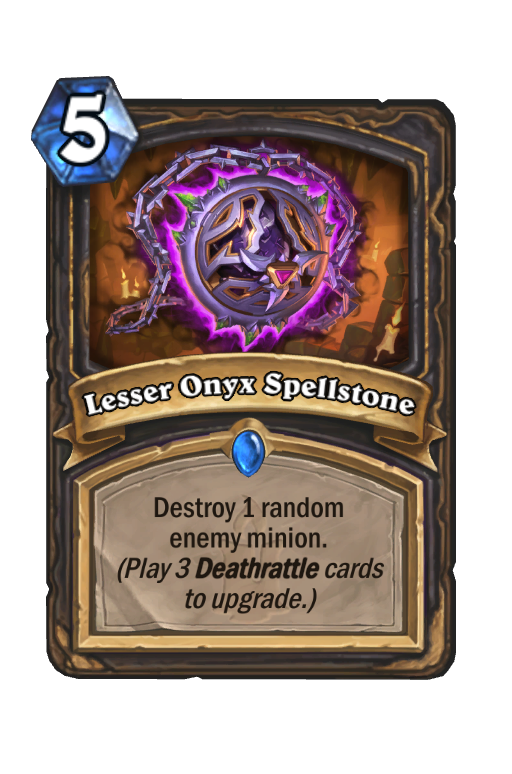 5
Lesser Onyx Spellstone
Destroy 1 random
enemy minion.
(Play 3 Deathrattle cards
to upgrade.)